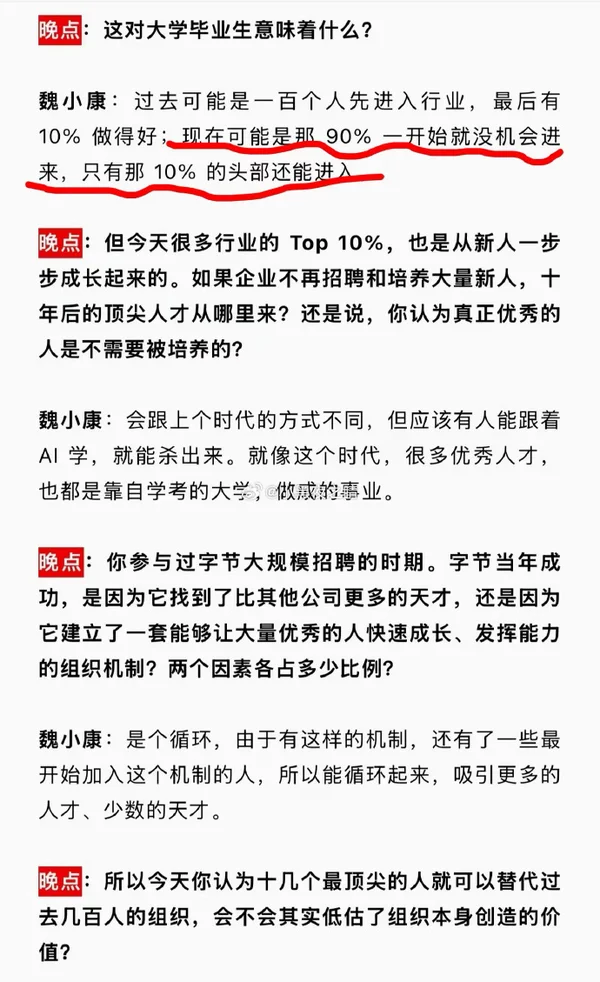 晚点：这对大学毕业生意味着什么？
魏小康：过去可能是一百个人先进入行业，最后有
10% 做得好；现在可能是那 90% 一开始就没机会进
来，只有那 10% 的头部还能进入
晚点：但今天很多行业的 Top 10%，也是从新人一步
步成长起来的。如果企业不再招聘和培养大量新人，十
年后的顶尖人才从哪里来？还是说，你认为真正优秀的
人是不需要被培养的？
魏小康：会跟上个时代的方式不同，但应该有人能跟着
AI 学，就能杀出来。就像这个时代，很多优秀人才，
也都是靠自学考的大学，做成的事业。
晚点：你参与过字节大规模招聘的时期。字节当年成
功，是因为它找到了比其他公司更多的天才，还是因为
它建立了一套能够让大量优秀的人快速成长、发挥能力
的组织机制？两个因素各占多少比例？
魏小康：是个循环，由于有这样的机制，还有了一些最
开始加入这个机制的人，所以能循环起来，吸引更多的
人才、少数的天才。
晚点：所以今天你认为十几个最顶尖的人就可以替代过
去几百人的组织，会不会其实低估了组织本身创造的价
值？